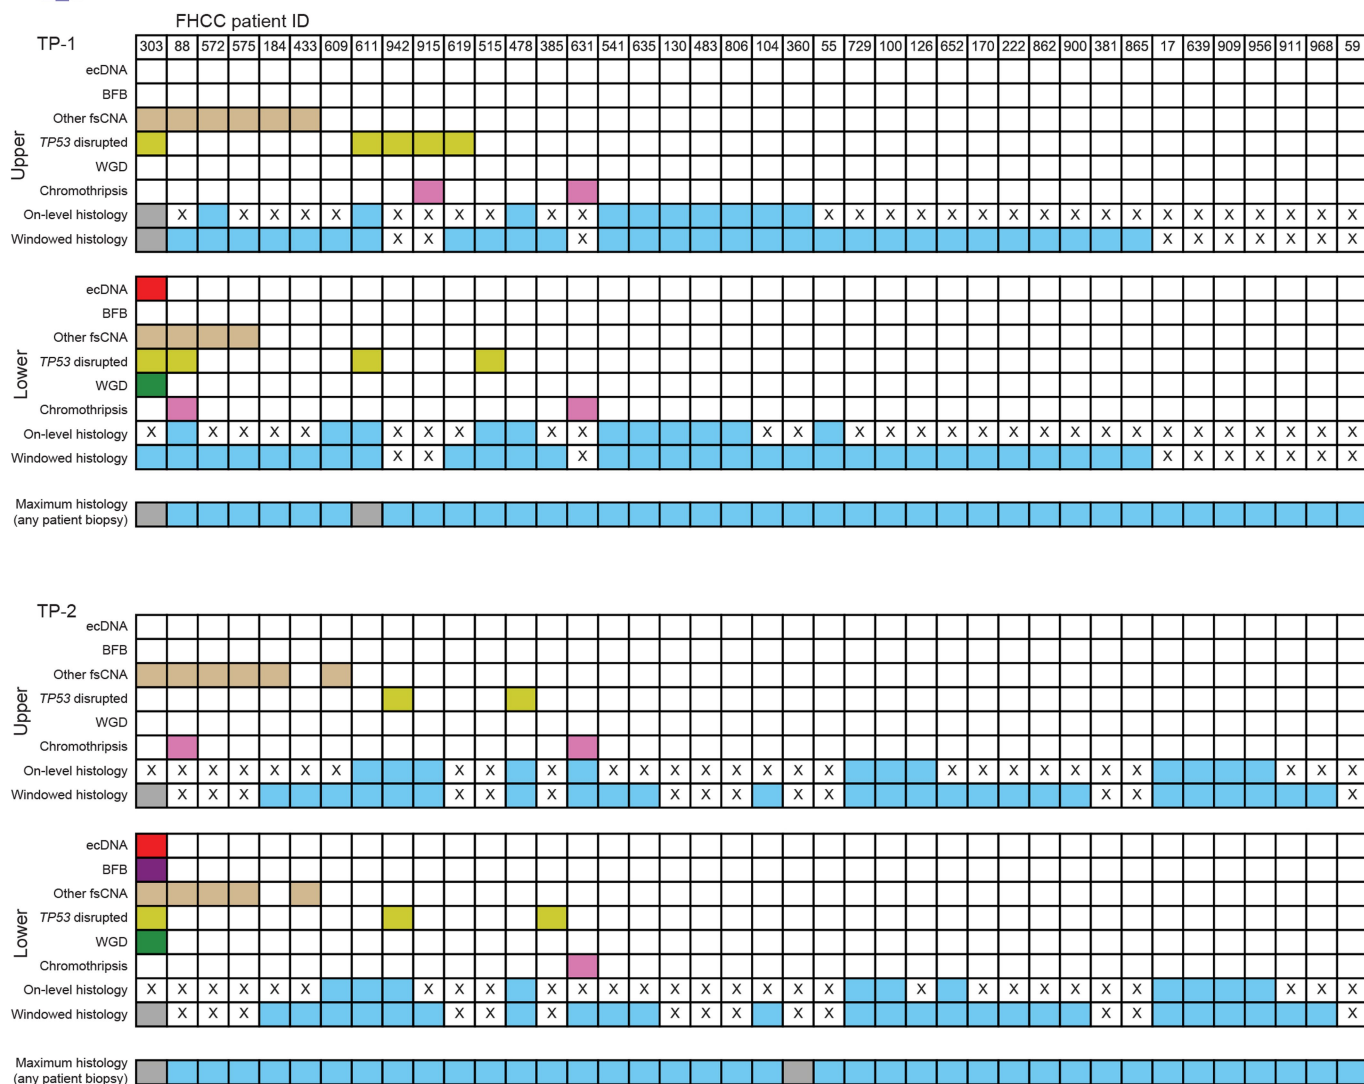 FHCC patient ID
TP-1 303 88 572 575 184 433 609 611 942 915 619 515 478 385 631 541 635 130 483 806 104 360 55 729 100 126 652 170 222 862 900 381 865 17 639 909 956 911 968 59
Upper
ecDNA
BFB
Other fsCNA
TP53 disrupted
WGD
Chromothripsis
On-level histology X X X X X X X X X X X X X X X X X X X X X X X X X X X X X
Windowed histology X X X X X X X X X X
Lower
ecDNA
BFB
Other fsCNA
TP53 disrupted
WGD
Chromothripsis
On-level histology X X X X X X X X X X X X X X X X X X X X X X X X X X X X
Windowed histology X X X X X X X X X X
Maximum histology
(any patient biopsy)
TP-2
Upper
ecDNA
BFB
Other fsCNA
TP53 disrupted
WGD
Chromothripsis
On-level histology X X X X X X X X X X X X X X X X X X X X X X X X X X X X
Windowed histology X X X X X X X X X X X X X X
Lower
ecDNA
BFB
Other fsCNA
TP53 disrupted
WGD
Chromothripsis
On-level histology X X X X X X X X X X X X X X X X X X X X X X X X X X X X X
Windowed histology X X X X X X X X X X X X X X
Maximum histology
(any patient biopsy)